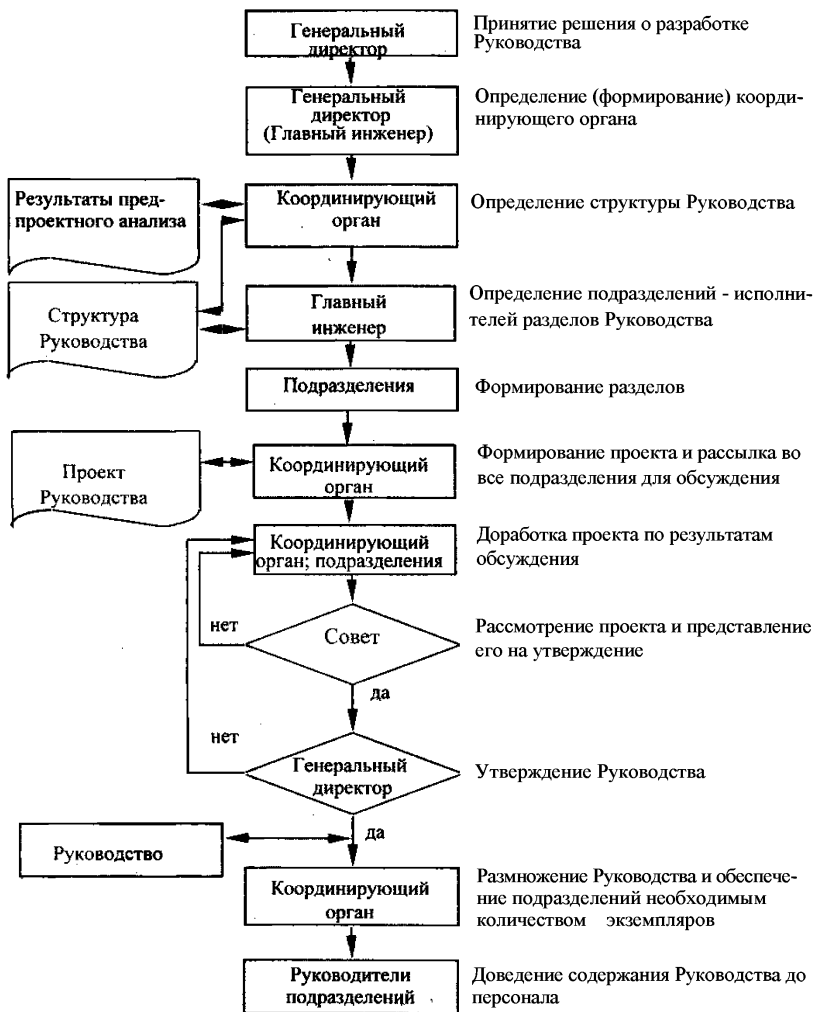 Генеральный
директор
Принятие решения о разработке
Руководства
Генеральный
директор
(Главный инженер)
Определение (формирование) коорди-
нирующего органа
Результаты пред-
проектного анализа
Координирующий
орган
Определение структуры Руководства
Структура
Руководства
Главный
инженер
Определение подразделений - исполни-
телей разделов Руководства
Подразделения
Формирование разделов
Проект
Руководства
Координирующий
орган
Формирование проекта и рассылка во
все подразделения для обсуждения
Координирующий
орган; подразделения
Доработка проекта по результатам
обсуждения
нет
Совет
Рассмотрение проекта и представление
его на утверждение
да
нет
Генеральный
директор
Утверждение Руководства
да
Руководство
Координирующий
орган
Размножение Руководства и обеспече-
ние подразделений необходимым
количеством экземпляров
Руководители
подразделений
Доведение содержания Руководства до
персонала